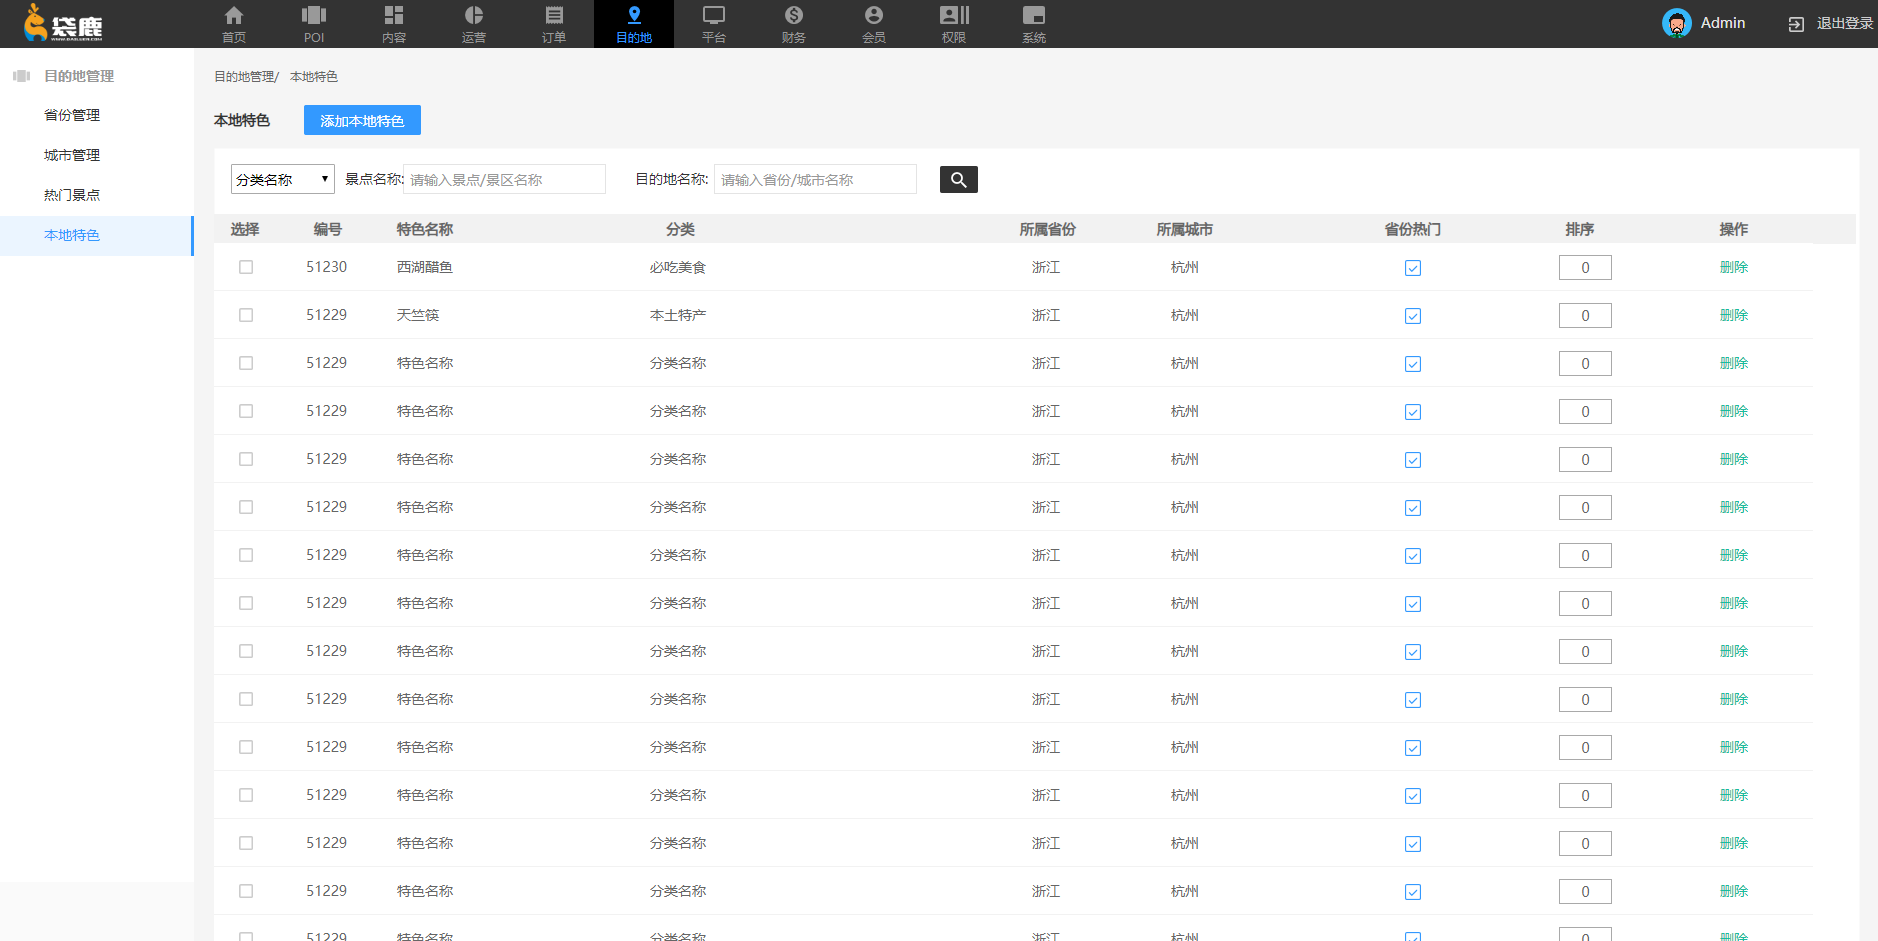 袋鹿
首页 POI 内容 运营 订单 目的地 平台 财务 会员 权限 系统 Admin 退出登录
目的地管理
省份管理
城市管理
热门景点
本地特色
目的地管理/ 本地特色
本地特色 添加本地特色
分类名称 景点名称: 请输入景点/景区名称 目的地名称: 请输入省份/城市名称
选择 编号 特色名称 分类 所属省份 所属城市 省份热门 排序 操作
51230 西湖醋鱼 必吃美食 浙江 杭州 0 删除
51229 天竺筷 本土特产 浙江 杭州 0 删除
51229 特色名称 分类名称 浙江 杭州 0 删除
51229 特色名称 分类名称 浙江 杭州 0 删除
51229 特色名称 分类名称 浙江 杭州 0 删除
51229 特色名称 分类名称 浙江 杭州 0 删除
51229 特色名称 分类名称 浙江 杭州 0 删除
51229 特色名称 分类名称 浙江 杭州 0 删除
51229 特色名称 分类名称 浙江 杭州 0 删除
51229 特色名称 分类名称 浙江 杭州 0 删除
51229 特色名称 分类名称 浙江 杭州 0 删除
51229 特色名称 分类名称 浙江 杭州 0 删除
51229 特色名称 分类名称 浙江 杭州 0 删除
51229 特色名称 分类名称 浙江 杭州 0 删除
51229 特色名称 分类名称 浙江 杭州 0 删除